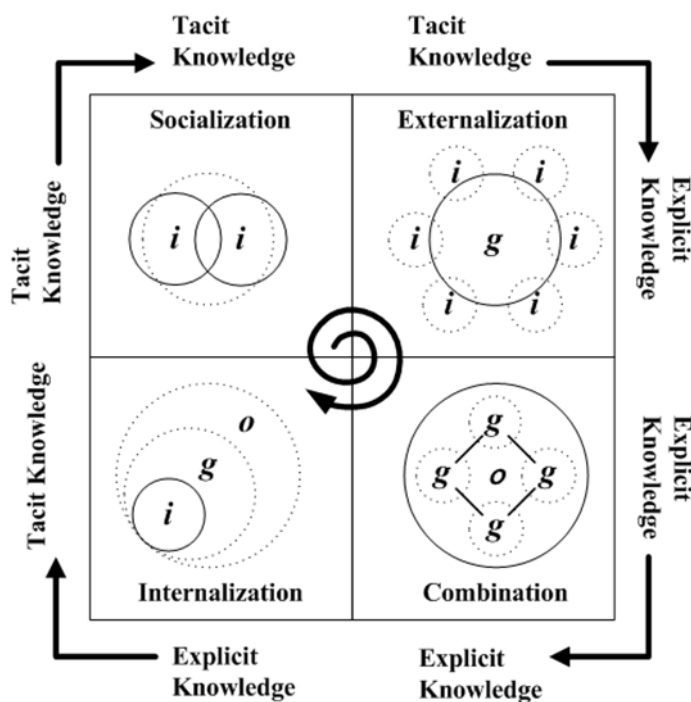 Tacit
Knowledge
Tacit
Knowledge
Socialization
Externalization
i
i
i
i
i
g
i
i
i
Tacit
Knowledge
Explicit
Knowledge
Tacit Knowledge
Explicit
Knowledge
o
g
i
g
g
o
g
g
Internalization
Combination
Explicit
Knowledge
Explicit
Knowledge